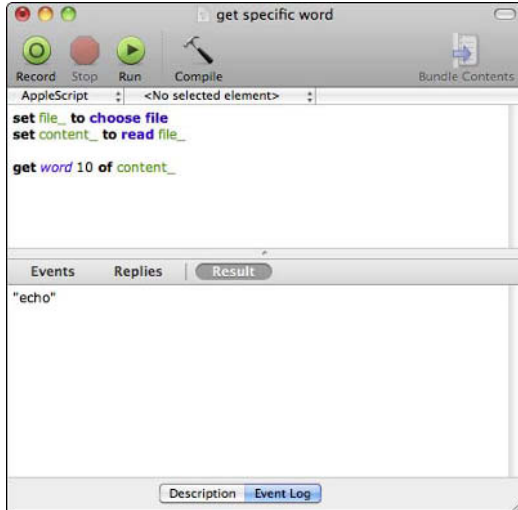 get specific word
Record Stop Run Compile Bundle Contents
AppleScript <No selected element>
set file_ to choose file
set content_ to read file_
get word 10 of content_
Events Replies Result
"echo"
Description Event Log